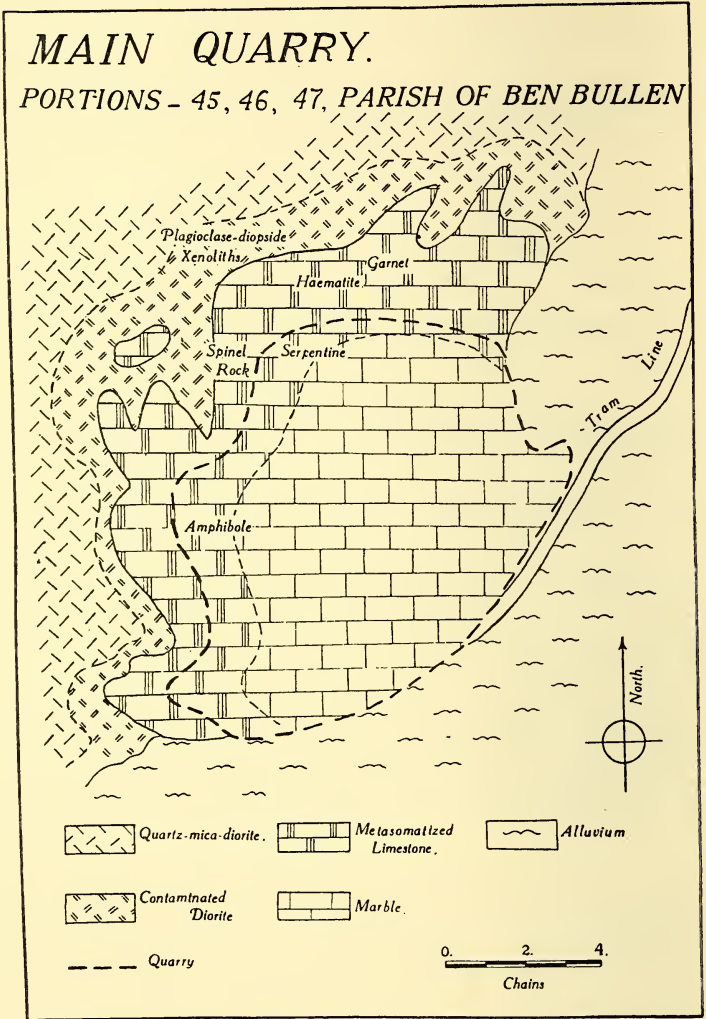 MAIN QUARRY.
PORTIONS - 45, 46, 47, PARISH OF BEN BULLEN
Plagioclase-diopside
Xenoliths
Garnet
Haematite
Spinel
Rock
Serpentine
Tram Line
Amphibole
North.
Quartz-mica-diorite.
Metasomatized
Limestone.
Alluvium
Contamtnated
Diorite
Marble.
Quarry
0. 2. 4.
Chains